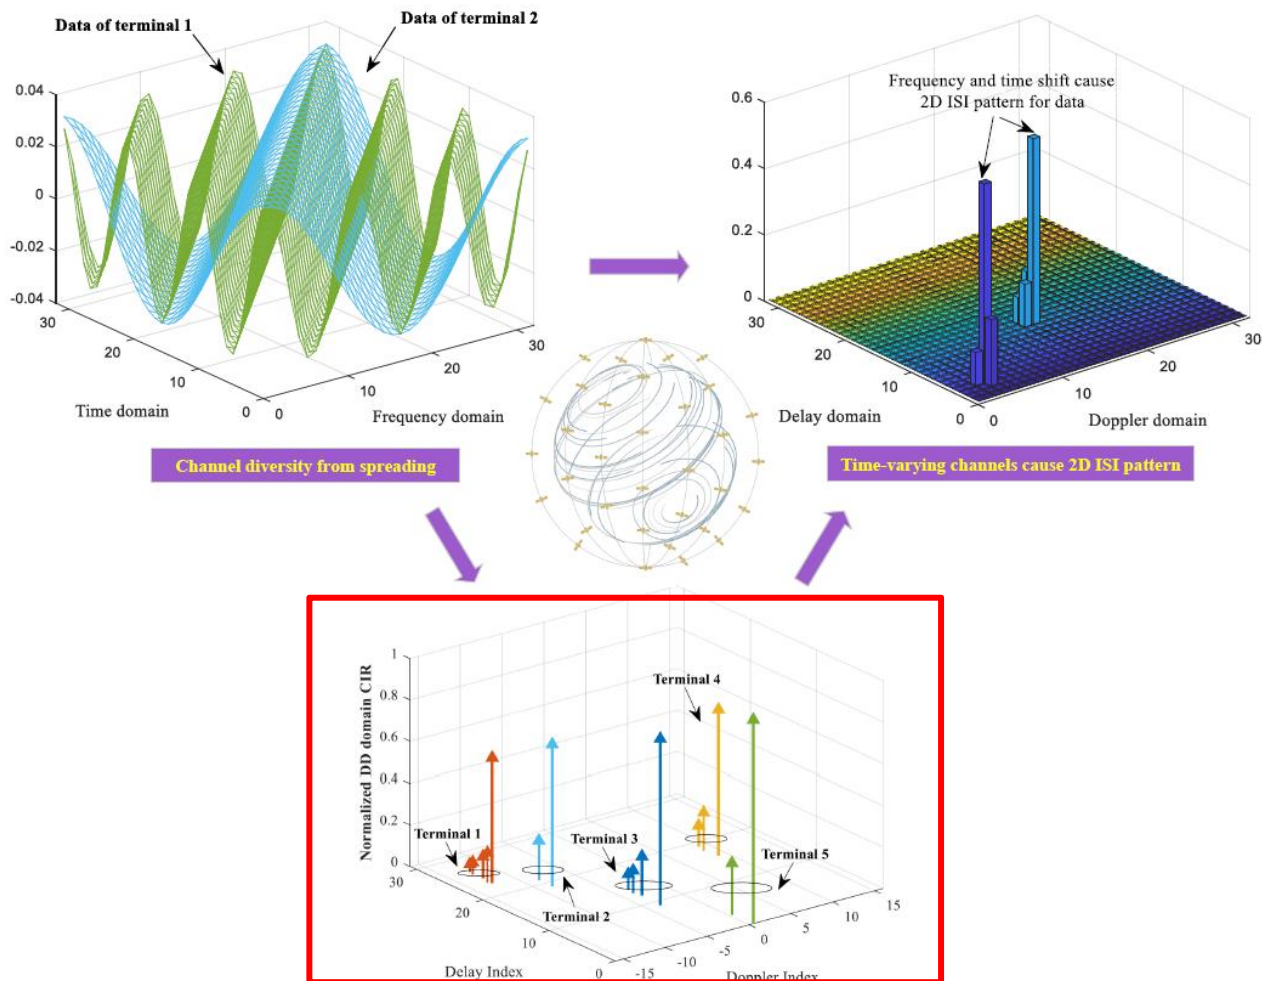 Data of terminal 1
Data of terminal 2
0.04
0.02
0
-0.02
-0.04
30
20
10
0
0
10
20
30
Time domain
Frequency domain
Channel diversity from spreading
Frequency and time shift cause
2D ISI pattern for data
0.6
0.4
0.2
0
30
20
10
0
0
10
20
30
Delay domain
Doppler domain
Time-varying channels cause 2D ISI pattern
Normalized DD domain CIR
1
0.8
0.6
0.4
0.2
0
30
20
10
0
-15
-10
-5
0
5
10
15
Terminal 1
Terminal 2
Terminal 3
Terminal 4
Terminal 5
Delay Index
Doppler Index